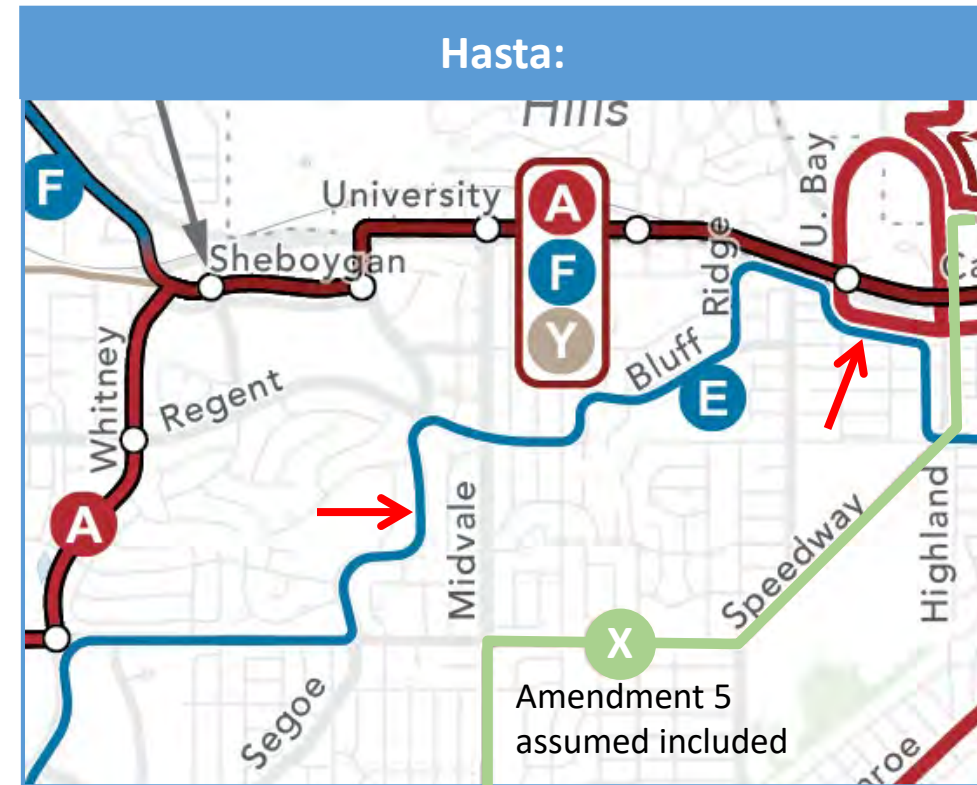 Hasta:
Hills
U. Bay
F
University
A
Sheboygan
F
Ridge
Y
Bluff
E
Whitney
Regent
A
Midvale
Speedway
Highland
X
Segoe
Amendment 5
assumed included